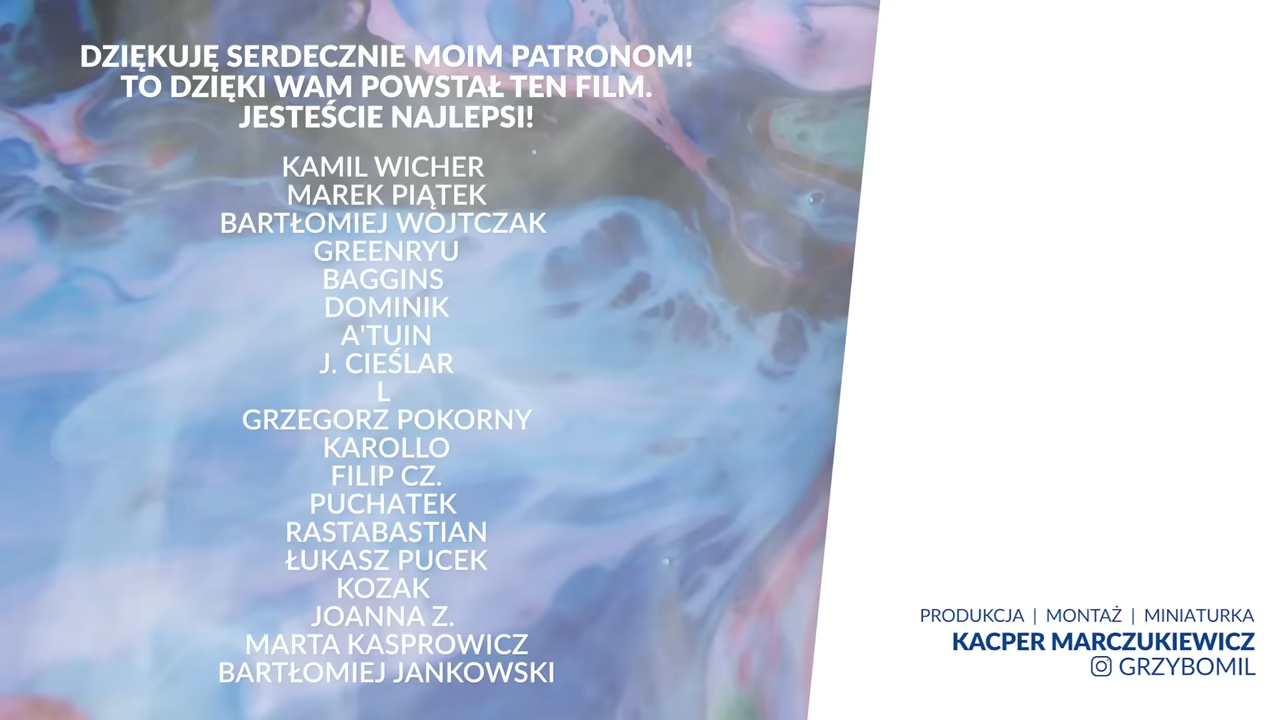 DZIĘKUJĘ SERDECZNIE MOIM PATRONOM!
TO DZIĘKI WAM POWSTAŁ TEN FILM.
JESTEŚCIE NAJLEPSI!
KAMIL WICHER
MAREK PIĄTEK
BARTŁOMIEJ WOJTCZAK
GREENRYU
BAGGINS
DOMINIK
A'TUIN
J. CIEŚLAR
L
GRZEGORZ POKORNY
KAROLLO
FILIP CZ.
PUCHATEK
RASTABASTIAN
ŁUKASZ PUCEK
KOZAK
JOANNA Z.
MARTA KASPROWICZ
BARTŁOMIEJ JANKOWSKI
PRODUKCJA | MONTAŻ | MINIATURKA
KACPER MARCZUKIEWICZ
GRZYBOMIL